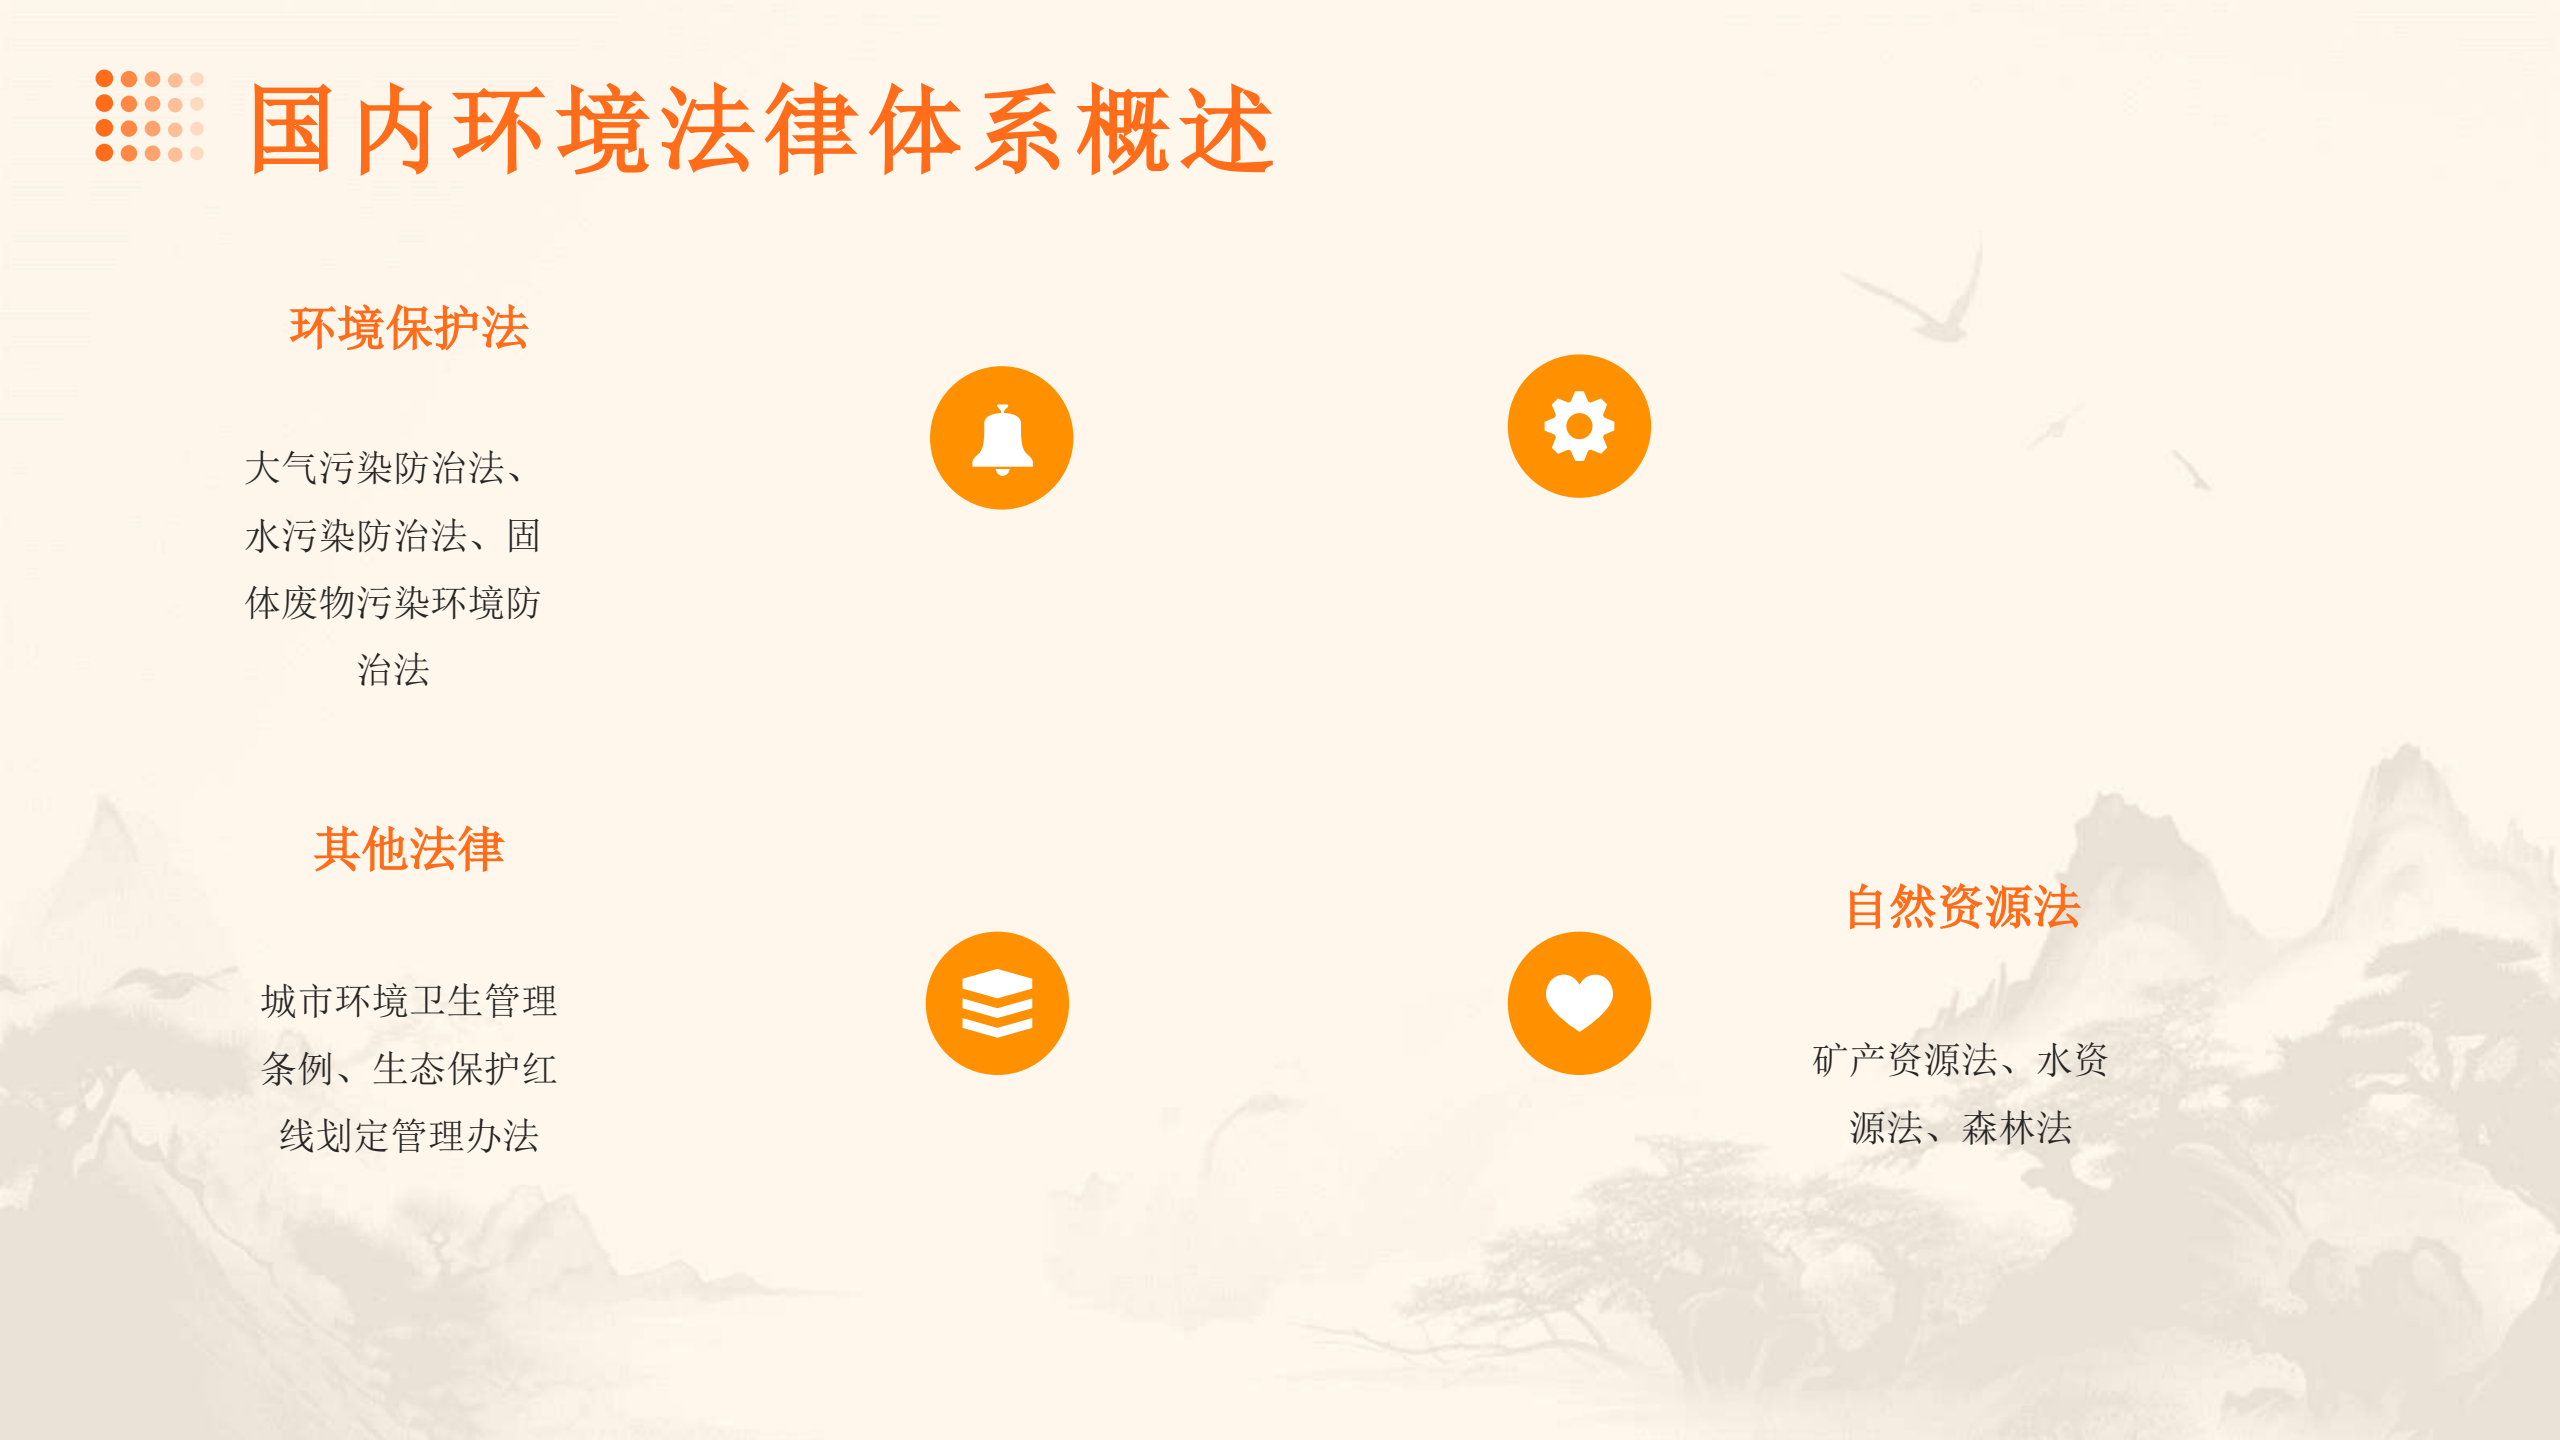 国内环境法律体系概述
环境保护法
大气污染防治法、
水污染防治法、固
体废物污染环境防
治法
其他法律
城市环境卫生管理
条例、生态保护红
线划定管理办法
自然资源法
矿产资源法、水资
源法、森林法